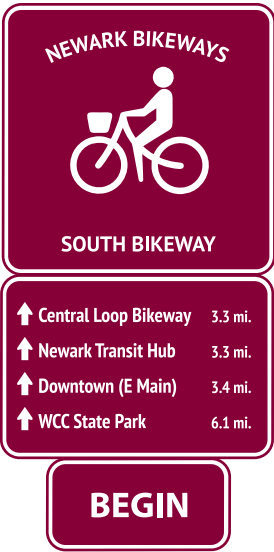 NEWARK BIKEWAYS
SOUTH BIKEWAY
Central Loop Bikeway 3.3 mi.
Newark Transit Hub 3.3 mi.
Downtown (E Main) 3.4 mi.
WCC State Park 6.1 mi.
BEGIN